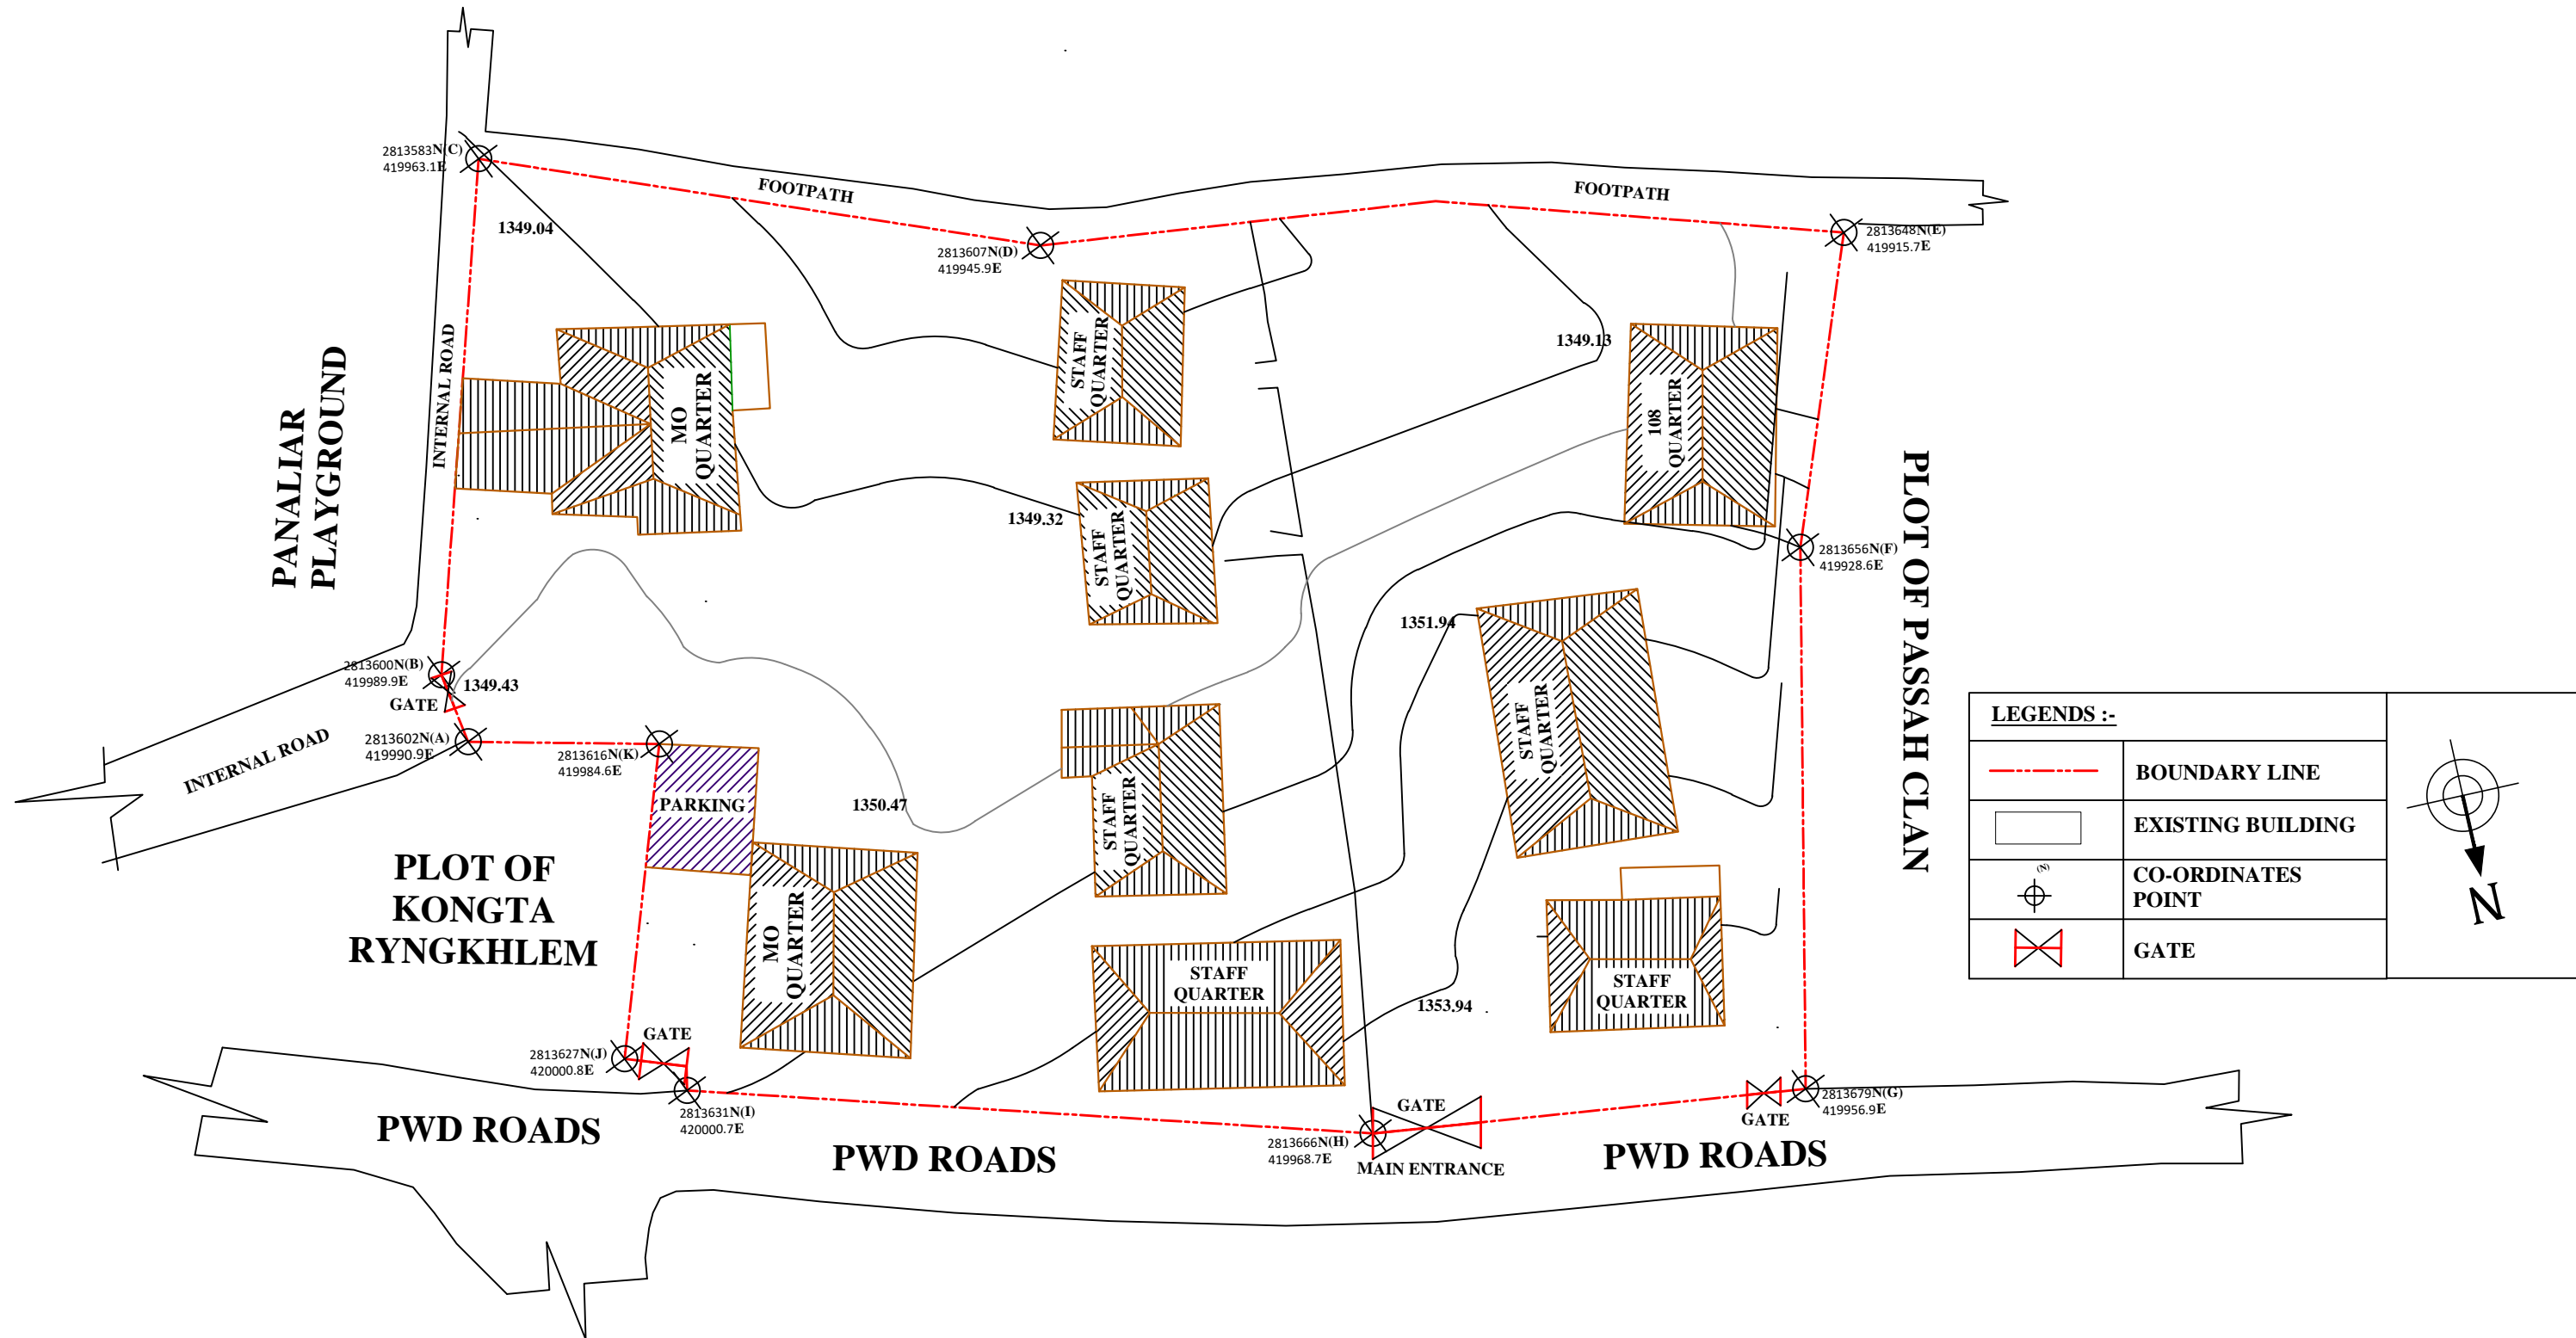 2813583N(C)
419963.1E
FOOTPATH
FOOTPATH
1349.04
2813607N(D)
419945.9E
2813648N(E)
419915.7E
INTERNAL ROAD
PANALIAR
PLAYGROUND
MO
QUARTER
STAFF
QUARTER
1349.13
108
QUARTER
1349.32
STAFF
QUARTER
2813656N(F)
419928.6E
PLOT OF PASSAH CLAN
1351.94
2813600N(B)
419989.9E
1349.43
GATE
2813602N(A)
419990.9E
INTERNAL ROAD
2813616N(K)
419984.6E
PARKING
1350.47
STAFF
QUARTER
STAFF
QUARTER
PLOT OF
KONGTA
RYNGKHLEM
MO
QUARTER
STAFF
QUARTER
STAFF
QUARTER
1353.94
GATE
2813627N(J)
420000.8E
2813631N(I)
420000.7E
PWD ROADS
PWD ROADS
2813666N(H)
419968.7E
GATE
MAIN ENTRANCE
GATE
2813679N(G)
419956.9E
PWD ROADS
LEGENDS :-
BOUNDARY LINE
EXISTING BUILDING
(N)
CO-ORDINATES
POINT
GATE
N